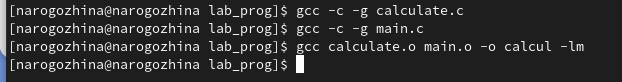 [narogozhina@narogozhina lab_prog]$ gcc -c -g calculate.c
[narogozhina@narogozhina lab_prog]$ gcc -c -g main.c
[narogozhina@narogozhina lab_prog]$ gcc calculate.o main.o -o calcul -lm
[narogozhina@narogozhina lab_prog]$